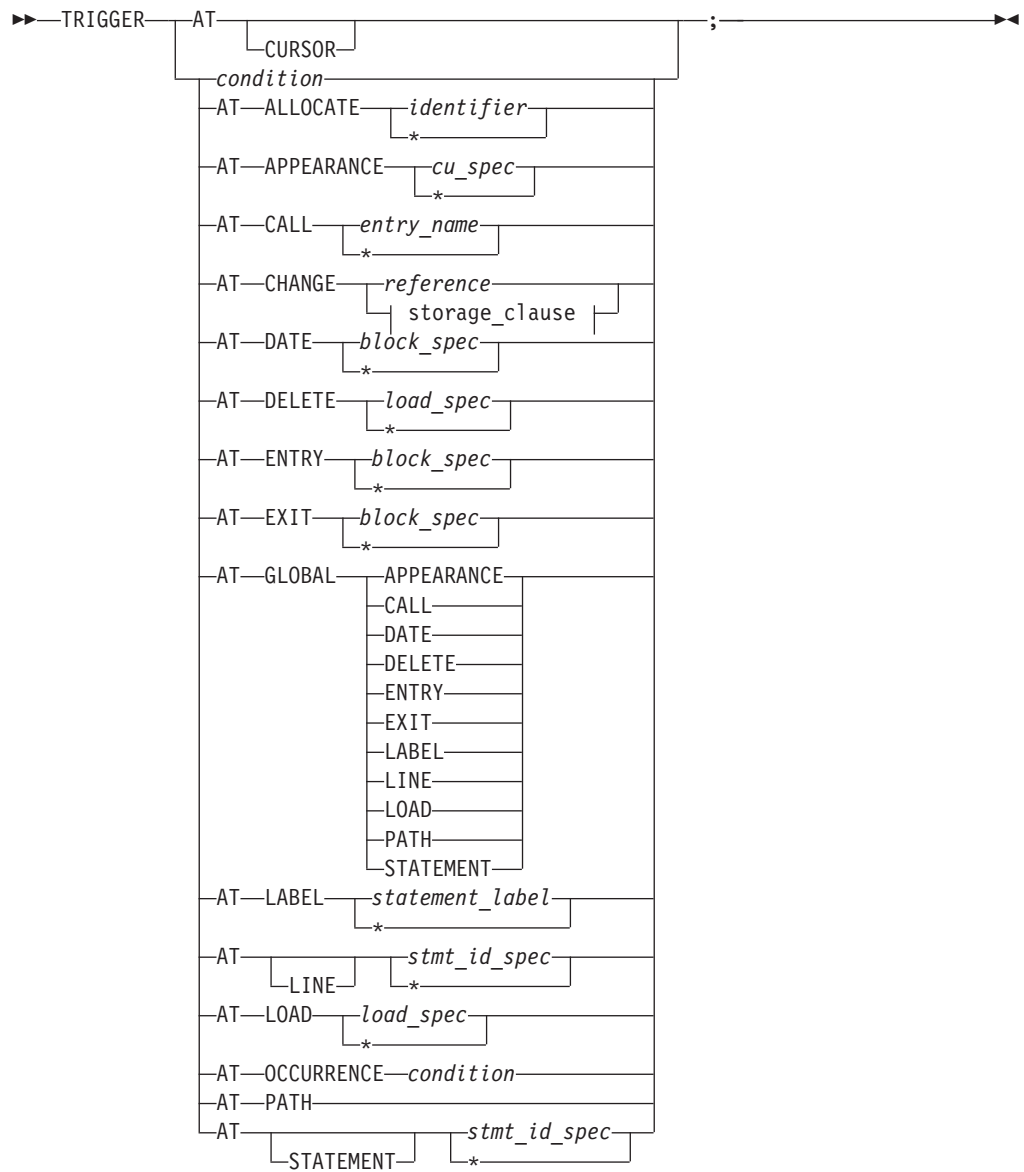 TRIGGER AT ;
CURSOR
condition
AT ALLOCATE identifier
*
AT APPEARANCE cu_spec
*
AT CALL entry_name
*
AT CHANGE reference
storage_clause
AT DATE block_spec
*
AT DELETE load_spec
*
AT ENTRY block_spec
*
AT EXIT block_spec
*
AT GLOBAL APPEARANCE
CALL
DATE
DELETE
ENTRY
EXIT
LABEL
LINE
LOAD
PATH
STATEMENT
AT LABEL statement_label
*
AT stmt_id_spec
LINE *
AT LOAD load_spec
*
AT OCCURRENCE condition
AT PATH
AT stmt_id_spec
STATEMENT *